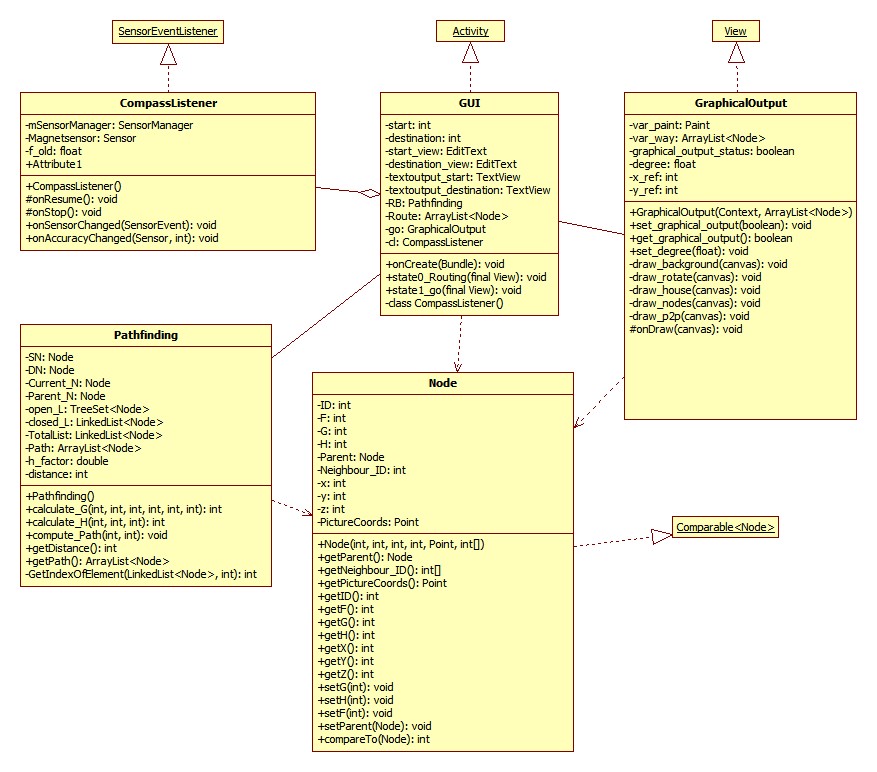 SensorEventListener
Activity
View
CompassListener
-mSensorManager: SensorManager
-Magnetsensor: Sensor
-f_old: float
+Attribute1
+CompassListener()
#onResume(): void
#onStop(): void
+onSensorChanged(SensorEvent): void
+onAccuracyChanged(Sensor, int): void
GUI
-start: int
-destination: int
-start_view: EditText
-destination_view: EditText
-textoutput_start: TextView
-textoutput_destination: TextView
-RB: Pathfinding
-Route: ArrayList<Node>
-go: GraphicalOutput
-cl: CompassListener
+onCreate(Bundle): void
+state0_Routing(final View): void
+state1_go(final View): void
-class CompassListener()
GraphicalOutput
-var_paint: Paint
-var_way: ArrayList<Node>
-graphical_output_status: boolean
-degree: float
-x_ref: int
-y_ref: int
+GraphicalOutput(Context, ArrayList<Node>)
+set_graphical_output(boolean): void
+get_graphical_output(): boolean
+set_degree(float): void
-draw_background(canvas): void
-draw_rotate(canvas): void
-draw_house(canvas): void
-draw_nodes(canvas): void
-draw_p2p(canvas): void
#onDraw(canvas): void
Pathfinding
-SN: Node
-DN: Node
-Current_N: Node
-Parent_N: Node
-open_L: TreeSet<Node>
-closed_L: LinkedList<Node>
-TotalList: LinkedList<Node>
-Path: ArrayList<Node>
-h_factor: double
-distance: int
+Pathfinding()
+calculate_G(int, int, int, int, int, int): int
+calculate_H(int, int, int): int
+compute_Path(int, int): void
+getDistance(): int
+getPath(): ArrayList<Node>
-GetIndexOfElement(LinkedList<Node>, int): int
Node
-ID: int
-F: int
-G: int
-H: int
-Parent: Node
-Neighbour_ID: int
-x: int
-y: int
-z: int
-PictureCoords: Point
+Node(int, int, int, int, Point, int[])
+getParent(): Node
+getNeighbour_ID(): int[]
+getPictureCoords(): Point
+getID(): int
+getF(): int
+getG(): int
+getH(): int
+getX(): int
+getY(): int
+getZ(): int
+setG(int): void
+setH(int): void
+setF(int): void
+setParent(Node): void
+compareTo(Node): int
Comparable<Node>